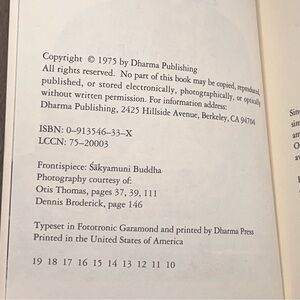 Copyright © 1975 by Dharma Publishing
All rights reserved. No part of this book may be copied, reproduced,
published, or stored electronically, photographically, or optically
without written permission. For information address:
Dharma Publishing, 2425 Hillside Avenue, Berkeley, CA 94704
ISBN: 0-913546-33-X
LCCN: 75-20003
Frontispiece: Śākyamuni Buddha
Photography courtesy of:
Otis Thomas, pages 37, 39, 111
Dennis Broderick, page 146
Typeset in Fototronic Garamond and printed by Dharma Press
Printed in the United States of America
19 18 17 16 15 14 13 12 11 10